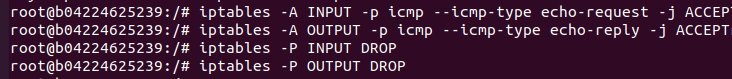 root@b04224625239:/# iptables -A INPUT -p icmp --icmp-type echo-request -j ACCEPT
root@b04224625239:/# iptables -A OUTPUT -p icmp --icmp-type echo-reply -j ACCEPT
root@b04224625239:/# iptables -P INPUT DROP
root@b04224625239:/# iptables -P OUTPUT DROP